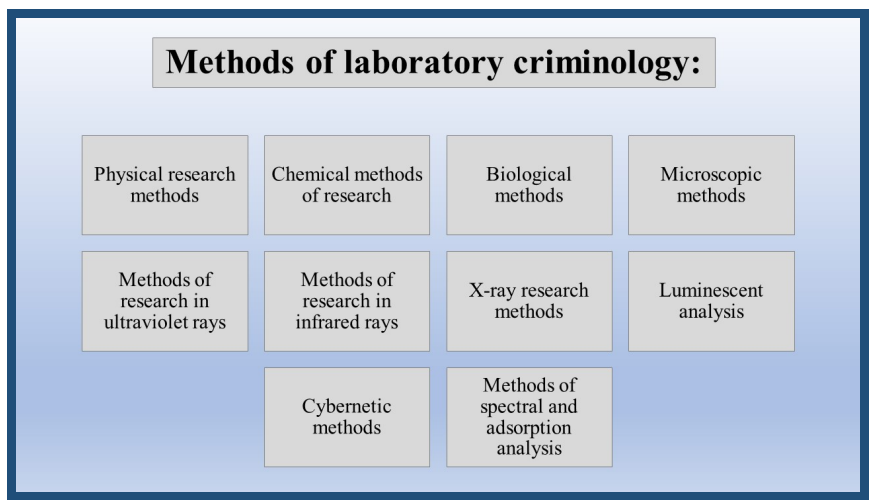 Methods of laboratory criminology:
Physical research
methods
Chemical methods
of research
Biological
methods
Microscopic
methods
Methods of
research in
ultraviolet rays
Methods of
research in
infrared rays
X-ray research
methods
Luminescent
analysis
Cybernetic
methods
Methods of
spectral and
adsorption
analysis